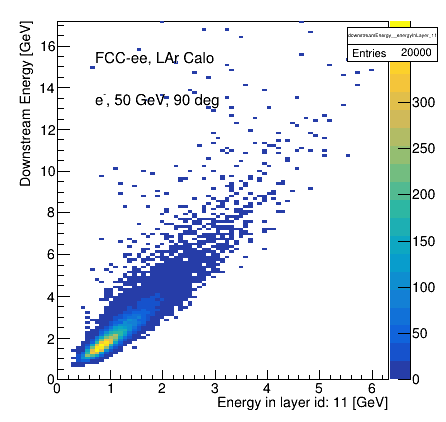 downstreamEnergy__energyInLayer_11
Entries 20000
FCC-ee, LAr Calo
e-, 50 GeV, 90 deg
Downstream Energy [GeV]
16
14
12
10
8
6
4
2
0
0 1 2 3 4 5 6
Energy in layer id: 11 [GeV]
300
250
200
150
100
50
0